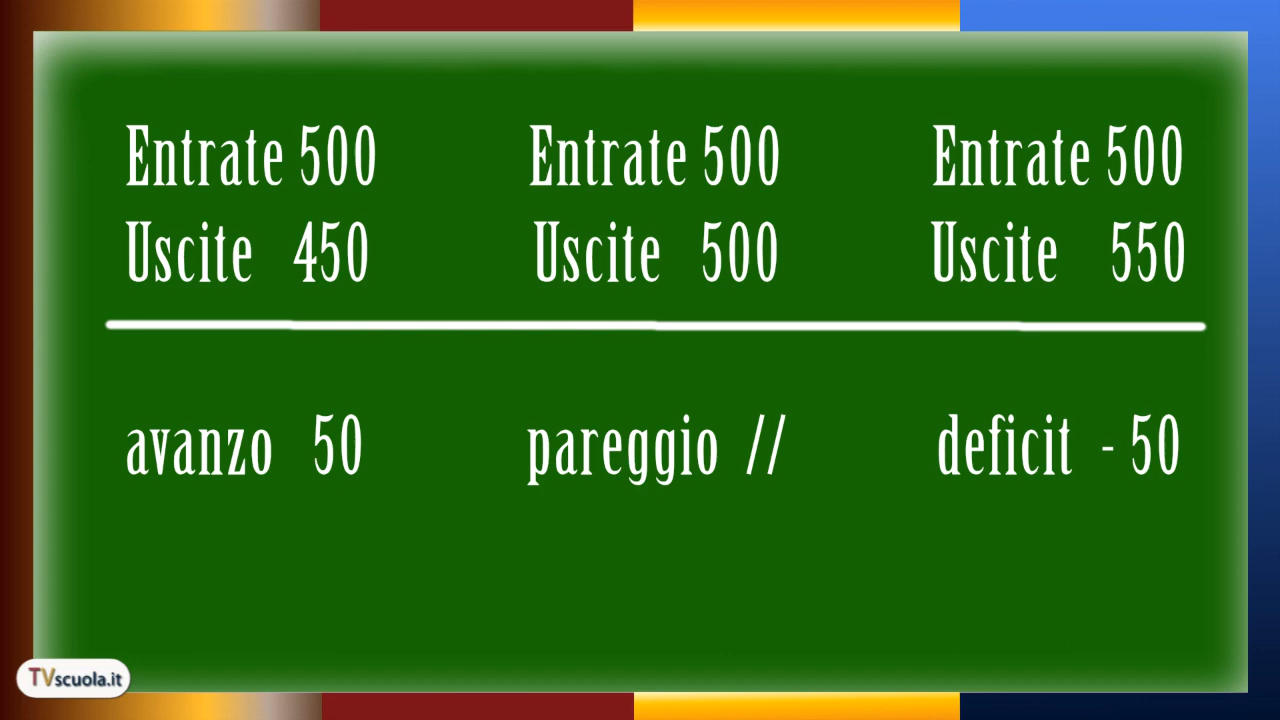 Entrate 500 Entrate 500 Entrate 500
Uscite 450 Uscite 500 Uscite 550
avanzo 50 pareggio // deficit - 50
TVscuola.it